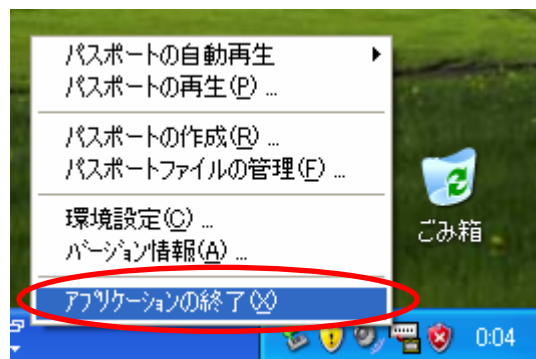 パスポートの自動再生
パスポートの再生(P) ...
パスポートの作成(R) ...
パスポートファイルの管理(F) ...
環境設定(C) ...
バージョン情報(A) ...
アプリケーションの終了(X)
ごみ箱
0:04